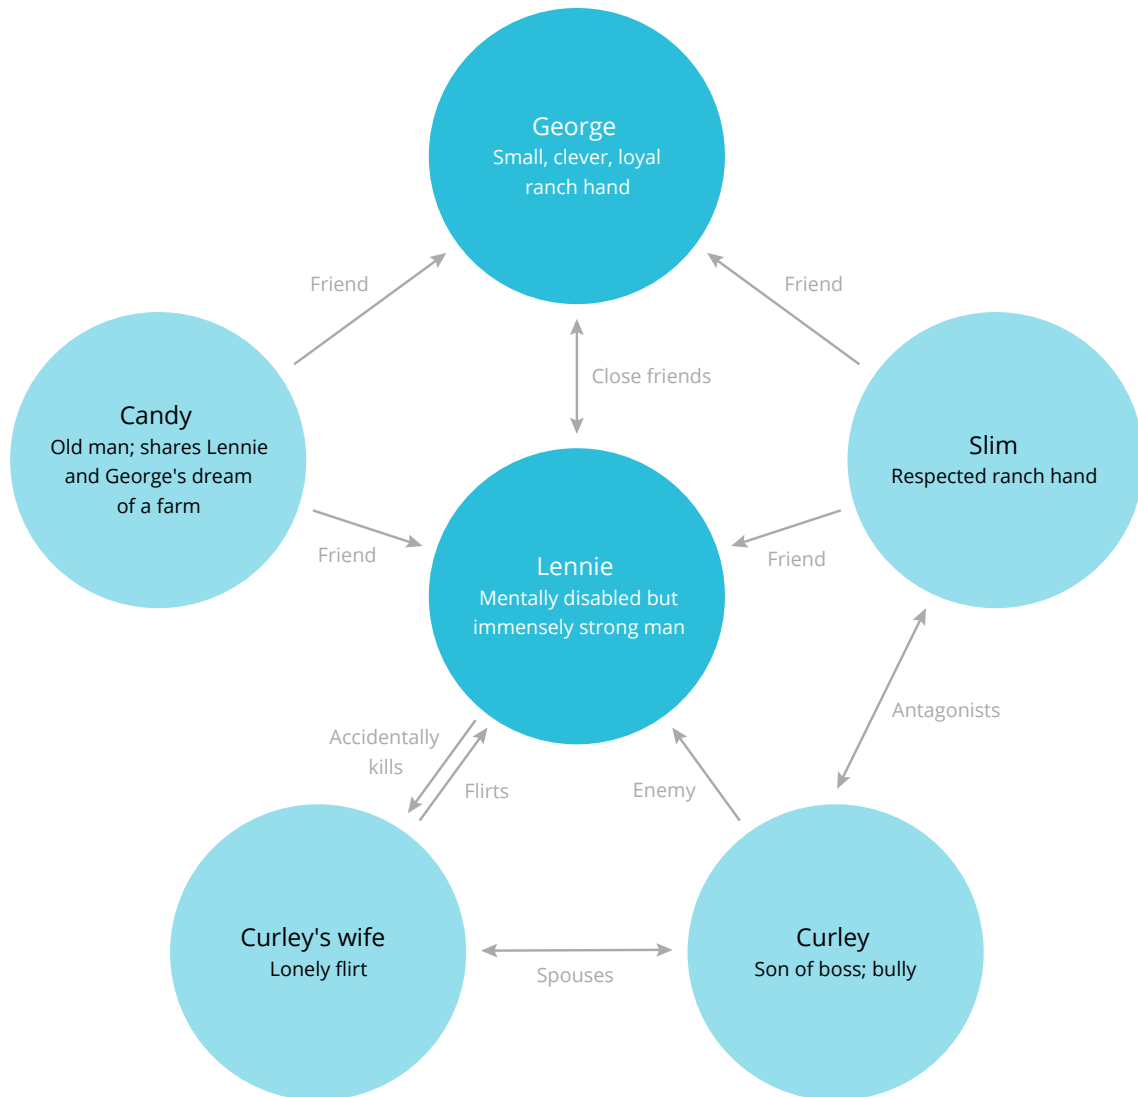 George
Small, clever, loyal
ranch hand
Friend
Friend
Close friends
Candy
Old man; shares Lennie
and George's dream
of a farm
Slim
Respected ranch hand
Friend
Friend
Lennie
Mentally disabled but
immensely strong man
Accidentally
kills
Flirts
Enemy
Antagonists
Curley's wife
Lonely flirt
Spouses
Curley
Son of boss; bully